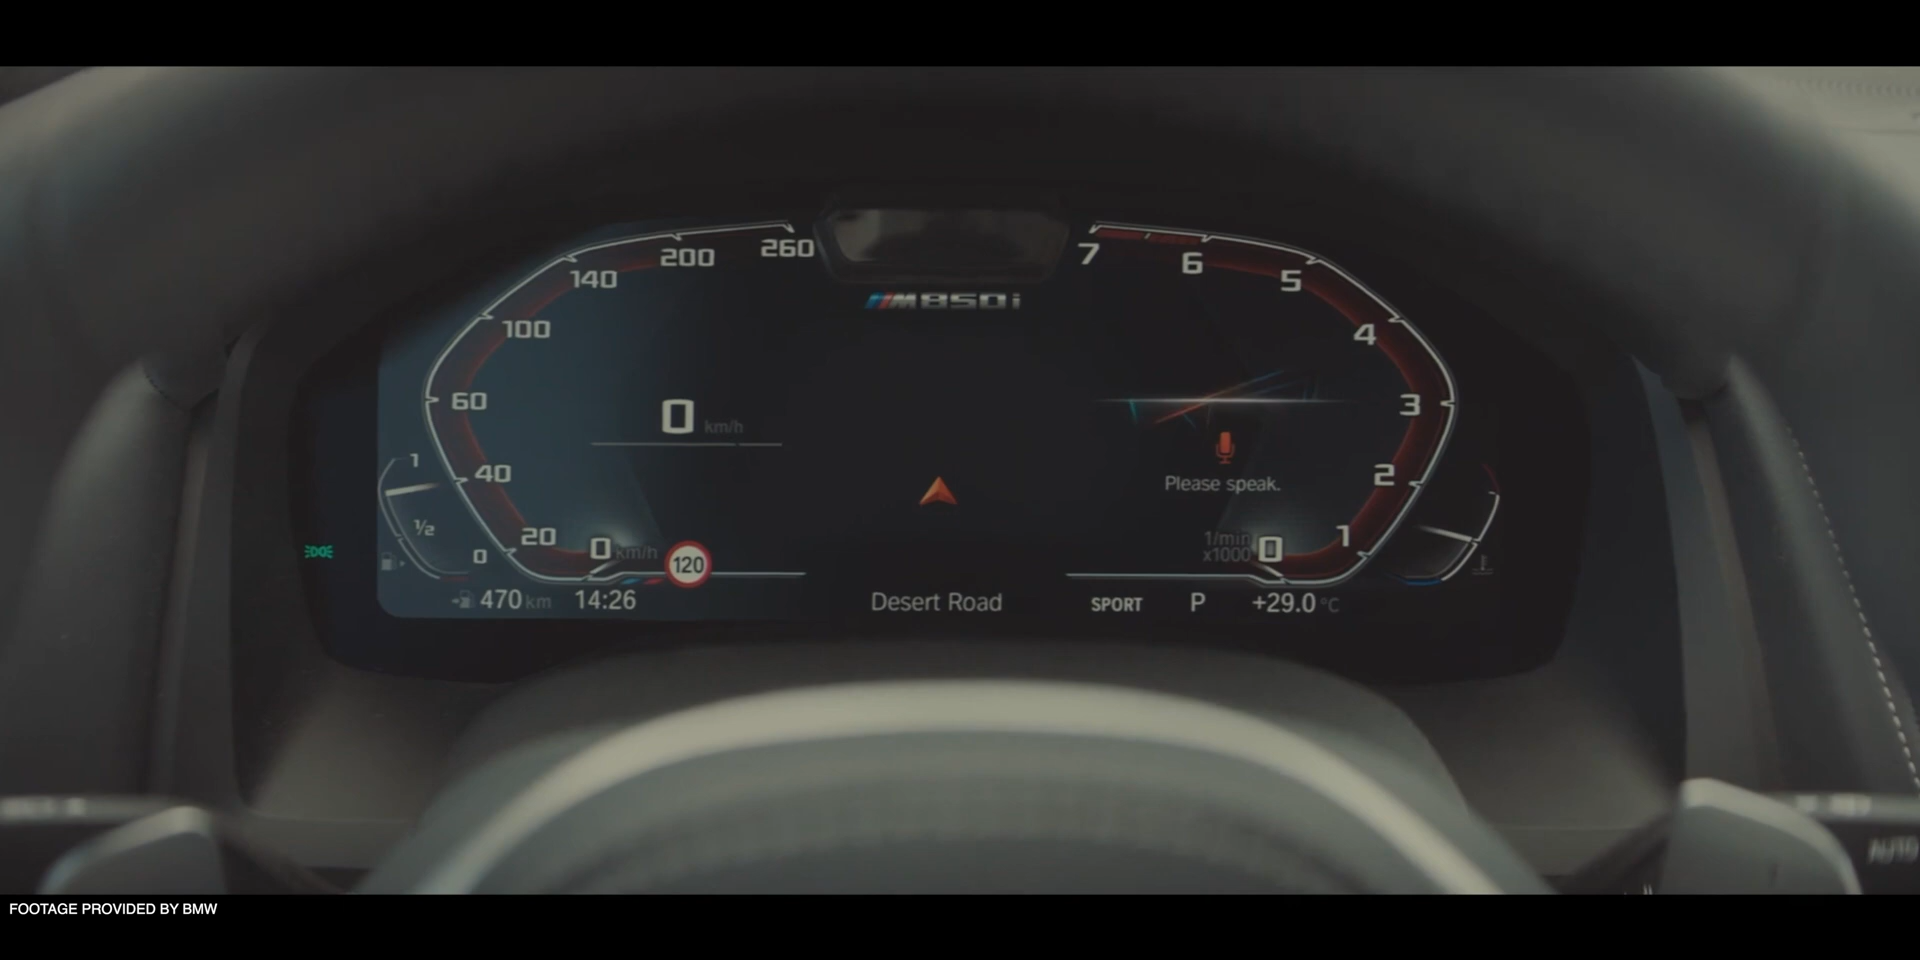 260
200
140
100
60
40
20
0 km/h
0 km/h
120
1
1/2
0
470 km 14:26
M850i
Desert Road
7
6
5
4
3
2
1
0
1/min
x1000
Please speak.
SPORT P +29.0 °C
AUTO
FOOTAGE PROVIDED BY BMW